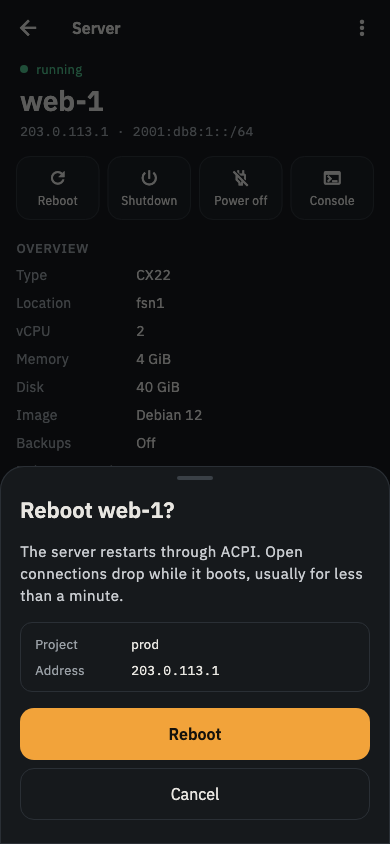 Server
running
web-1
203.0.113.1 · 2001:db8:1::/64
Reboot
Shutdown
Power off
Console
OVERVIEW
Type CX22
Location fsn1
vCPU 2
Memory 4 GiB
Disk 40 GiB
Image Debian 12
Backups Off
Reboot web-1?
The server restarts through ACPI. Open
connections drop while it boots, usually for less
than a minute.
Project prod
Address 203.0.113.1
Reboot
Cancel